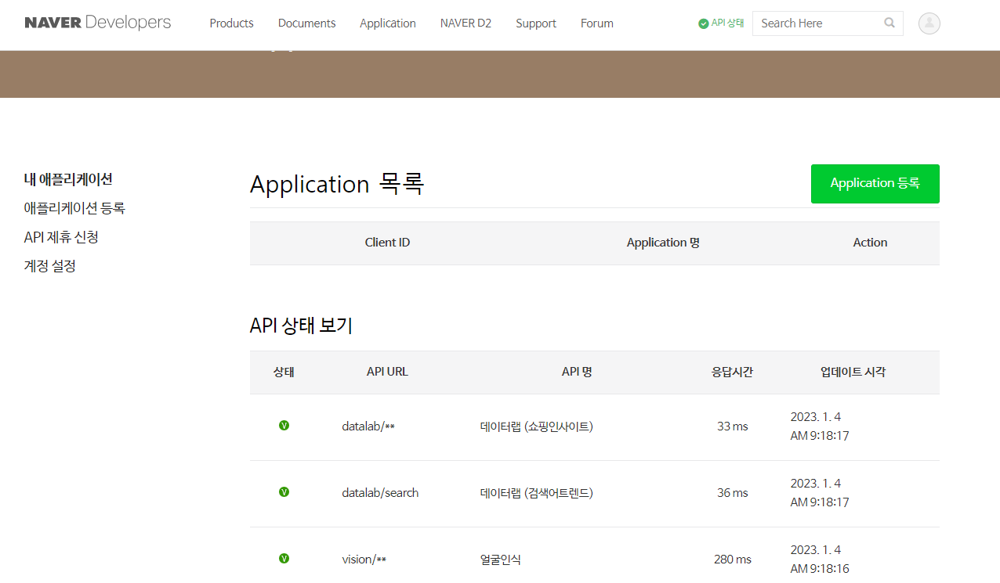 NAVER Developers Products Documents Application NAVER D2 Support Forum API 상태 Search Here
내 애플리케이션
애플리케이션 등록
API 제휴 신청
계정 설정
Application 목록
Application 등록
Client ID Application 명 Action
API 상태 보기
상태 API URL API 명 응답시간 업데이트 시각
V datalab/** 데이터랩 (쇼핑인사이트) 33 ms 2023. 1. 4
AM 9:18:17
V datalab/search 데이터랩 (검색어트렌드) 36 ms 2023. 1. 4
AM 9:18:17
V vision/** 얼굴인식 280 ms 2023. 1. 4
AM 9:18:16